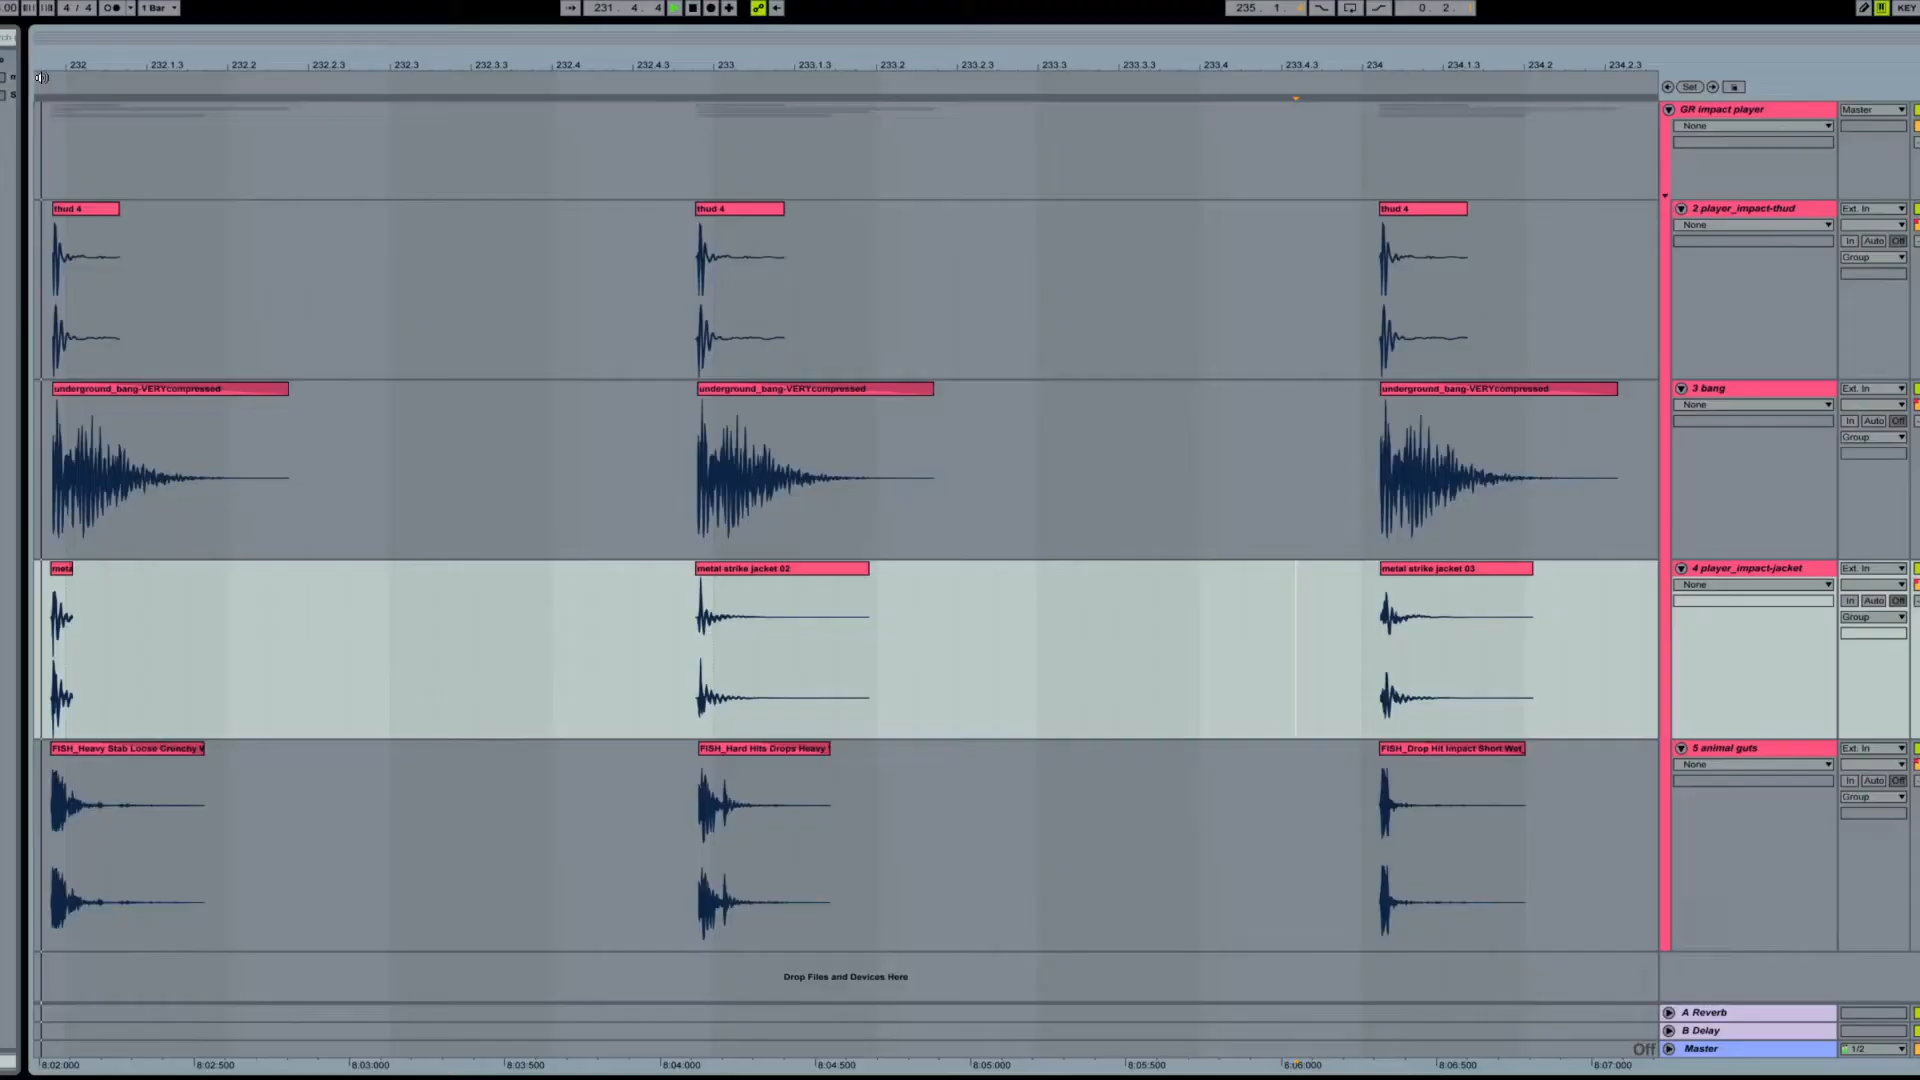 .00 4 / 4 1 Bar 231 . 4 . 4 235 . 1 . 0 . 2 . KEY
232 232.1.3 232.2 232.2.3 232.3 232.3.3 232.4 232.4.3 233 233.1.3 233.2 233.2.3 233.3 233.3.3 233.4 233.4.3 234 234.1.3 234.2 234.2.3
Set
GR impact player Master
None
thud 4 thud 4 thud 4 2 player_impact-thud Ext. In
None
In Auto Off
Group
underground_bang-VERYcompressed underground_bang-VERYcompressed underground_bang-VERYcompressed 3 bang Ext. In
None
In Auto Off
Group
meta metal strike jacket 02 metal strike jacket 03 4 player_impact-jacket Ext. In
None
In Auto Off
Group
FISH_Heavy Stab Loose Crunchy FISH_Hard Hits Drops Heavy FISH_Drop Hit Impact Short Wet_ 5 animal guts Ext. In
None
In Auto Off
Group
Drop Files and Devices Here
A Reverb
B Delay
Off Master 1/2
8:02:000 8:02:500 8:03:000 8:03:500 8:04:000 8:04:500 8:05:000 8:05:500 8:06:000 8:06:500 8:07:000